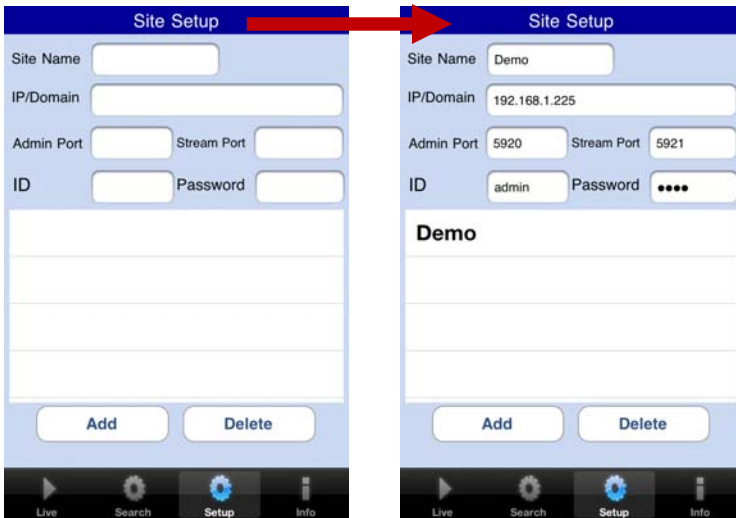 Site Setup
Site Name
IP/Domain
Admin Port Stream Port
ID Password
Add Delete
Live Search Setup Info
Site Setup
Site Name Demo
IP/Domain 192.168.1.225
Admin Port 5920 Stream Port 5921
ID admin Password ●●●●
Demo
Add Delete
Live Search Setup Info